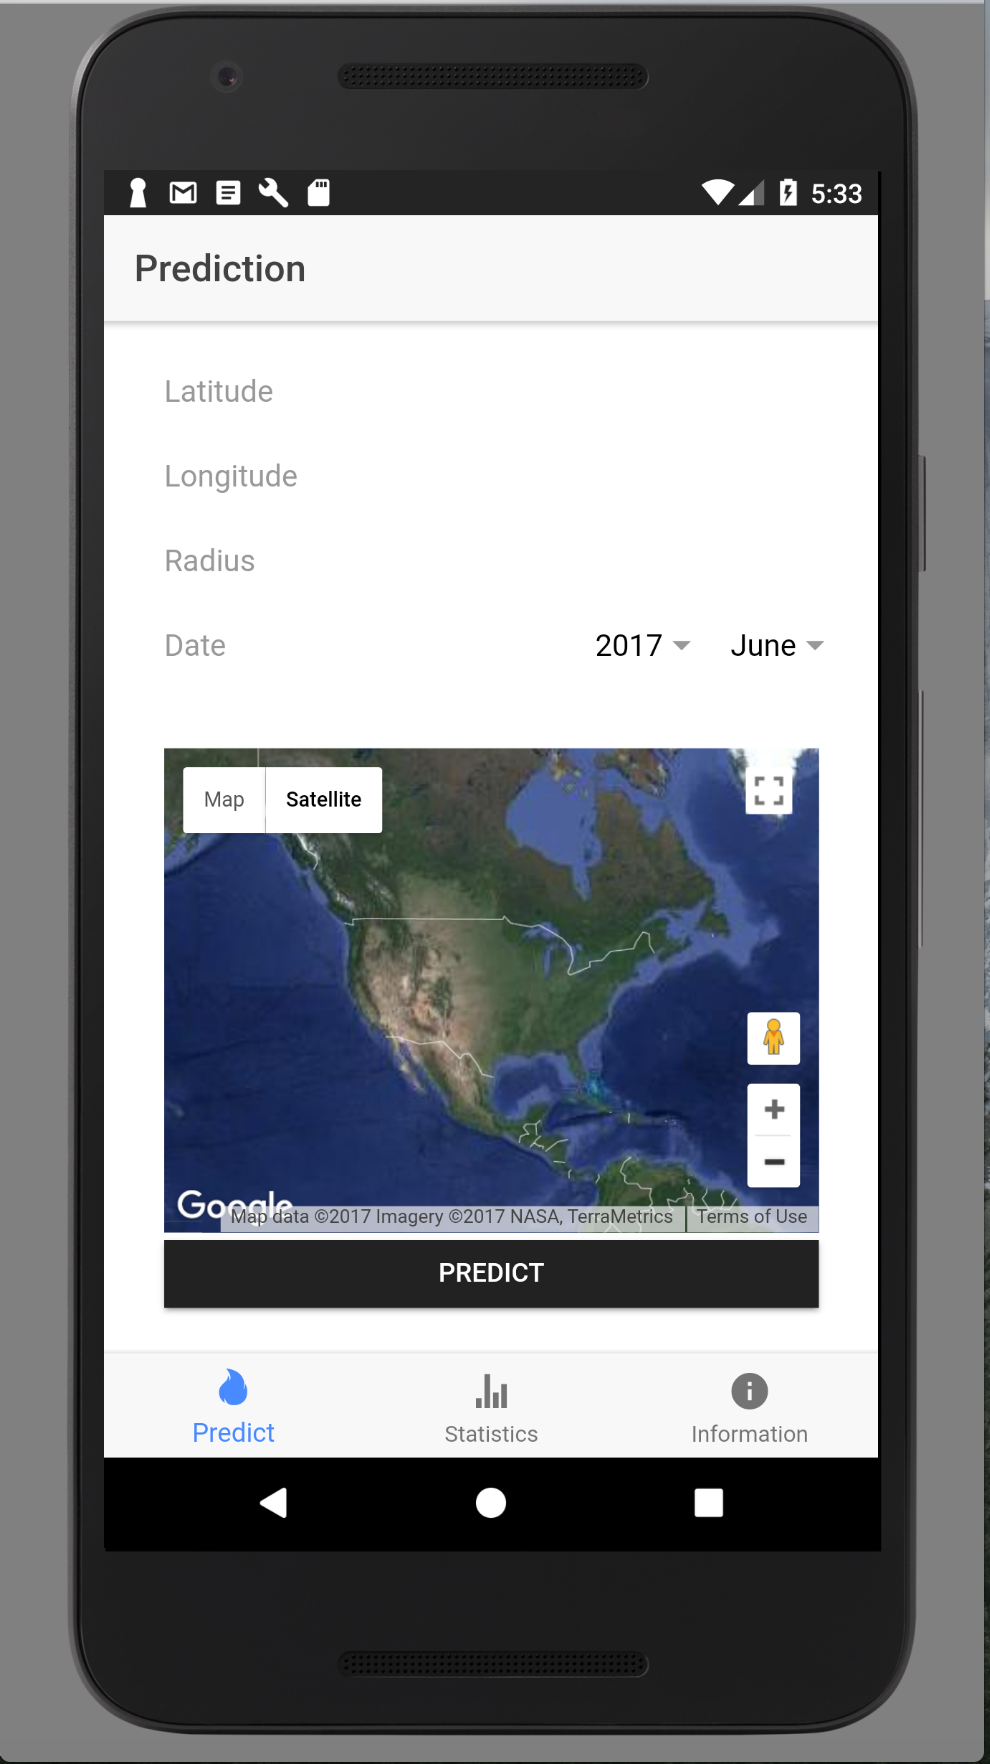 5:33
Prediction
Latitude
Longitude
Radius
Date 2017 June
Map Satellite
Google
Map data ©2017 Imagery ©2017 NASA, TerraMetrics Terms of Use
PREDICT
Predict Statistics Information